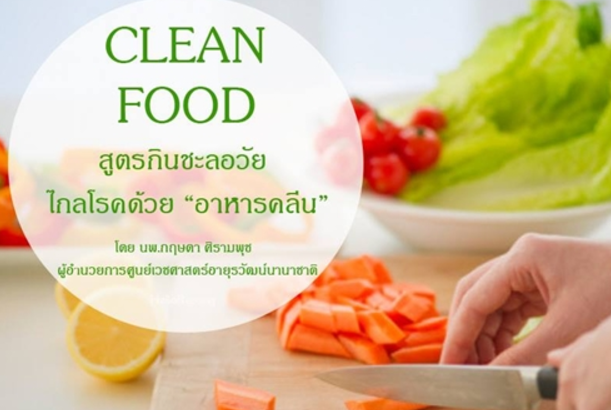 CLEAN
FOOD
สูตรกินชะลอวัย
ไกลโรคด้วย “อาหารคลีน”
โดย นพ.กฤษดา ศิรามพุช
ผู้อำนวยการศูนย์เวชศาสตร์อายุรวัฒน์นานาชาติ